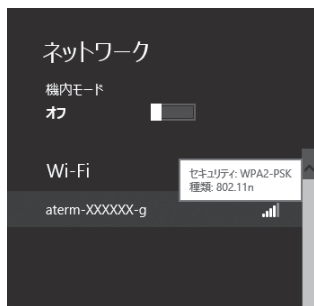 ネットワーク
機内モード
オフ
Wi-Fi
セキュリティ: WPA2-PSK
種類: 802.11n
aterm-XXXXXX-g